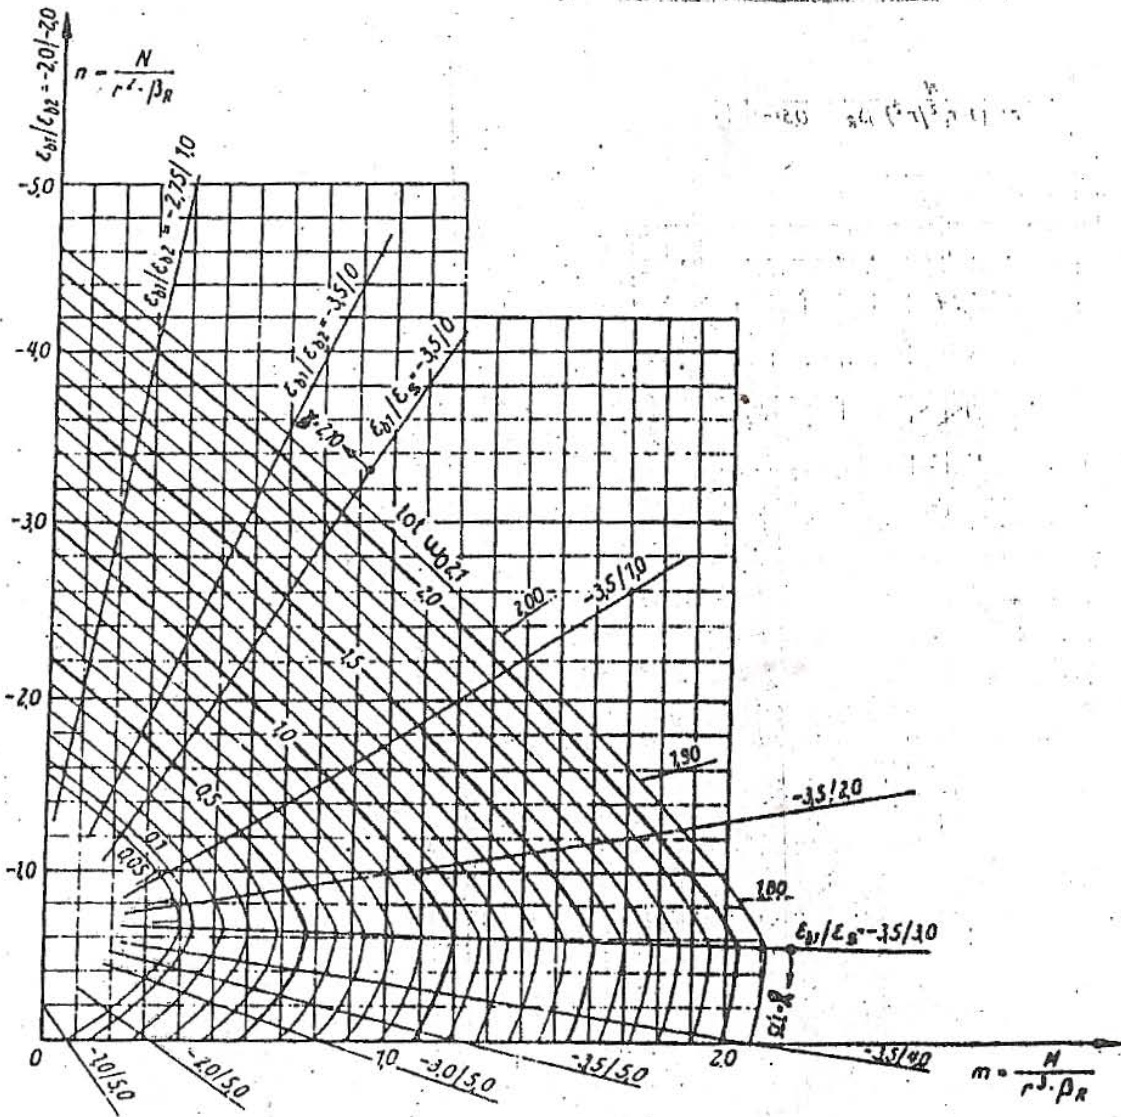 εb1/εb2 = -2,0/-2,0
n = N / r²·βR
-5,0
εb1/εb2 = -2,75/1,0
εb1/εb2 = -3,5/0
εb1/εs = -3,5/0
-4,0
γ = 2,10
-3,0
tot ω021
2,0
2,00
-3,5/1,0
1,5
-2,0
1,0
1,90
0,5
-3,5/2,0
0,1
0,05
-1,0
1,80
εb1/εs = -3,5/3,0
0
-1,0/5,0
-2,0/5,0
1,0
-3,0/5,0
-3,5/5,0
2,0
-3,5/4,0
m = M / r³·βR